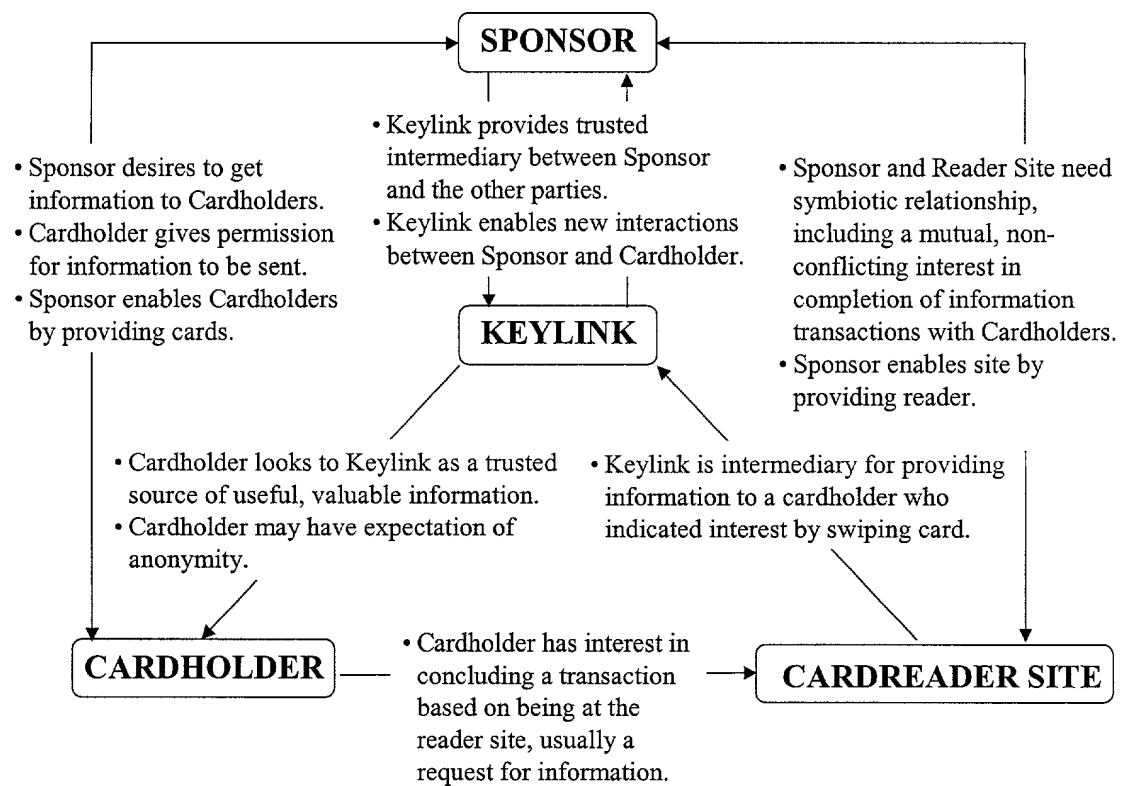 SPONSOR
• Keylink provides trusted
intermediary between Sponsor
and the other parties.
• Keylink enables new interactions
between Sponsor and Cardholder.
• Sponsor desires to get
information to Cardholders.
• Cardholder gives permission
for information to be sent.
• Sponsor enables Cardholders
by providing cards.
• Sponsor and Reader Site need
symbiotic relationship,
including a mutual, non-
conflicting interest in
completion of information
transactions with Cardholders.
• Sponsor enables site by
providing reader.
KEYLINK
• Cardholder looks to Keylink as a trusted
source of useful, valuable information.
• Cardholder may have expectation of
anonymity.
• Keylink is intermediary for providing
information to a cardholder who
indicated interest by swiping card.
CARDHOLDER
• Cardholder has interest in
concluding a transaction
based on being at the
reader site, usually a
request for information.
CARDREADER SITE